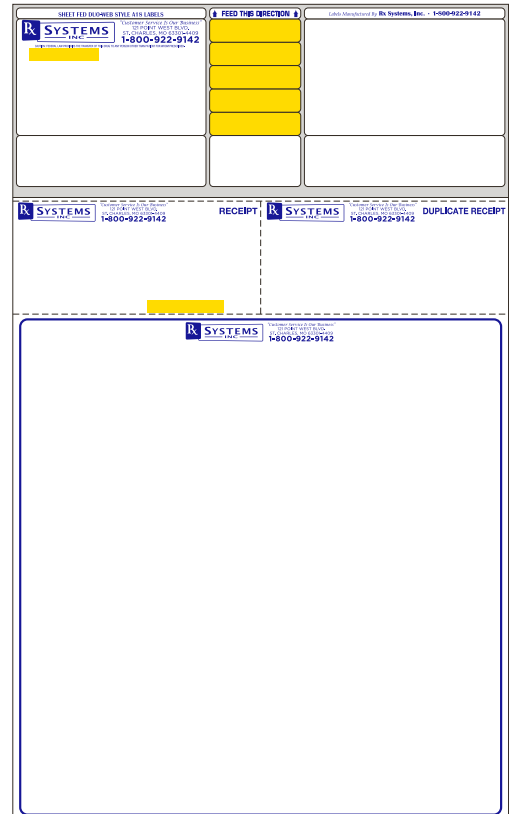 SHEET FED DUO-WEB STYLE A1S LABELS
FEED THIS DIRECTION
Labels Manufactured By Rx Systems, Inc. · 1-800-922-9142
Rx SYSTEMS INC
"Customer Service Is Our Business"
121 POINT WEST BLVD.
ST. CHARLES, MO 63301-4409
1-800-922-9142
Rx SYSTEMS INC
"Customer Service Is Our Business"
121 POINT WEST BLVD.
ST. CHARLES, MO 63301-4409
1-800-922-9142
RECEIPT
Rx SYSTEMS INC
"Customer Service Is Our Business"
121 POINT WEST BLVD.
ST. CHARLES, MO 63301-4409
1-800-922-9142
DUPLICATE RECEIPT
Rx SYSTEMS INC
"Customer Service Is Our Business"
121 POINT WEST BLVD.
ST. CHARLES, MO 63301-4409
1-800-922-9142